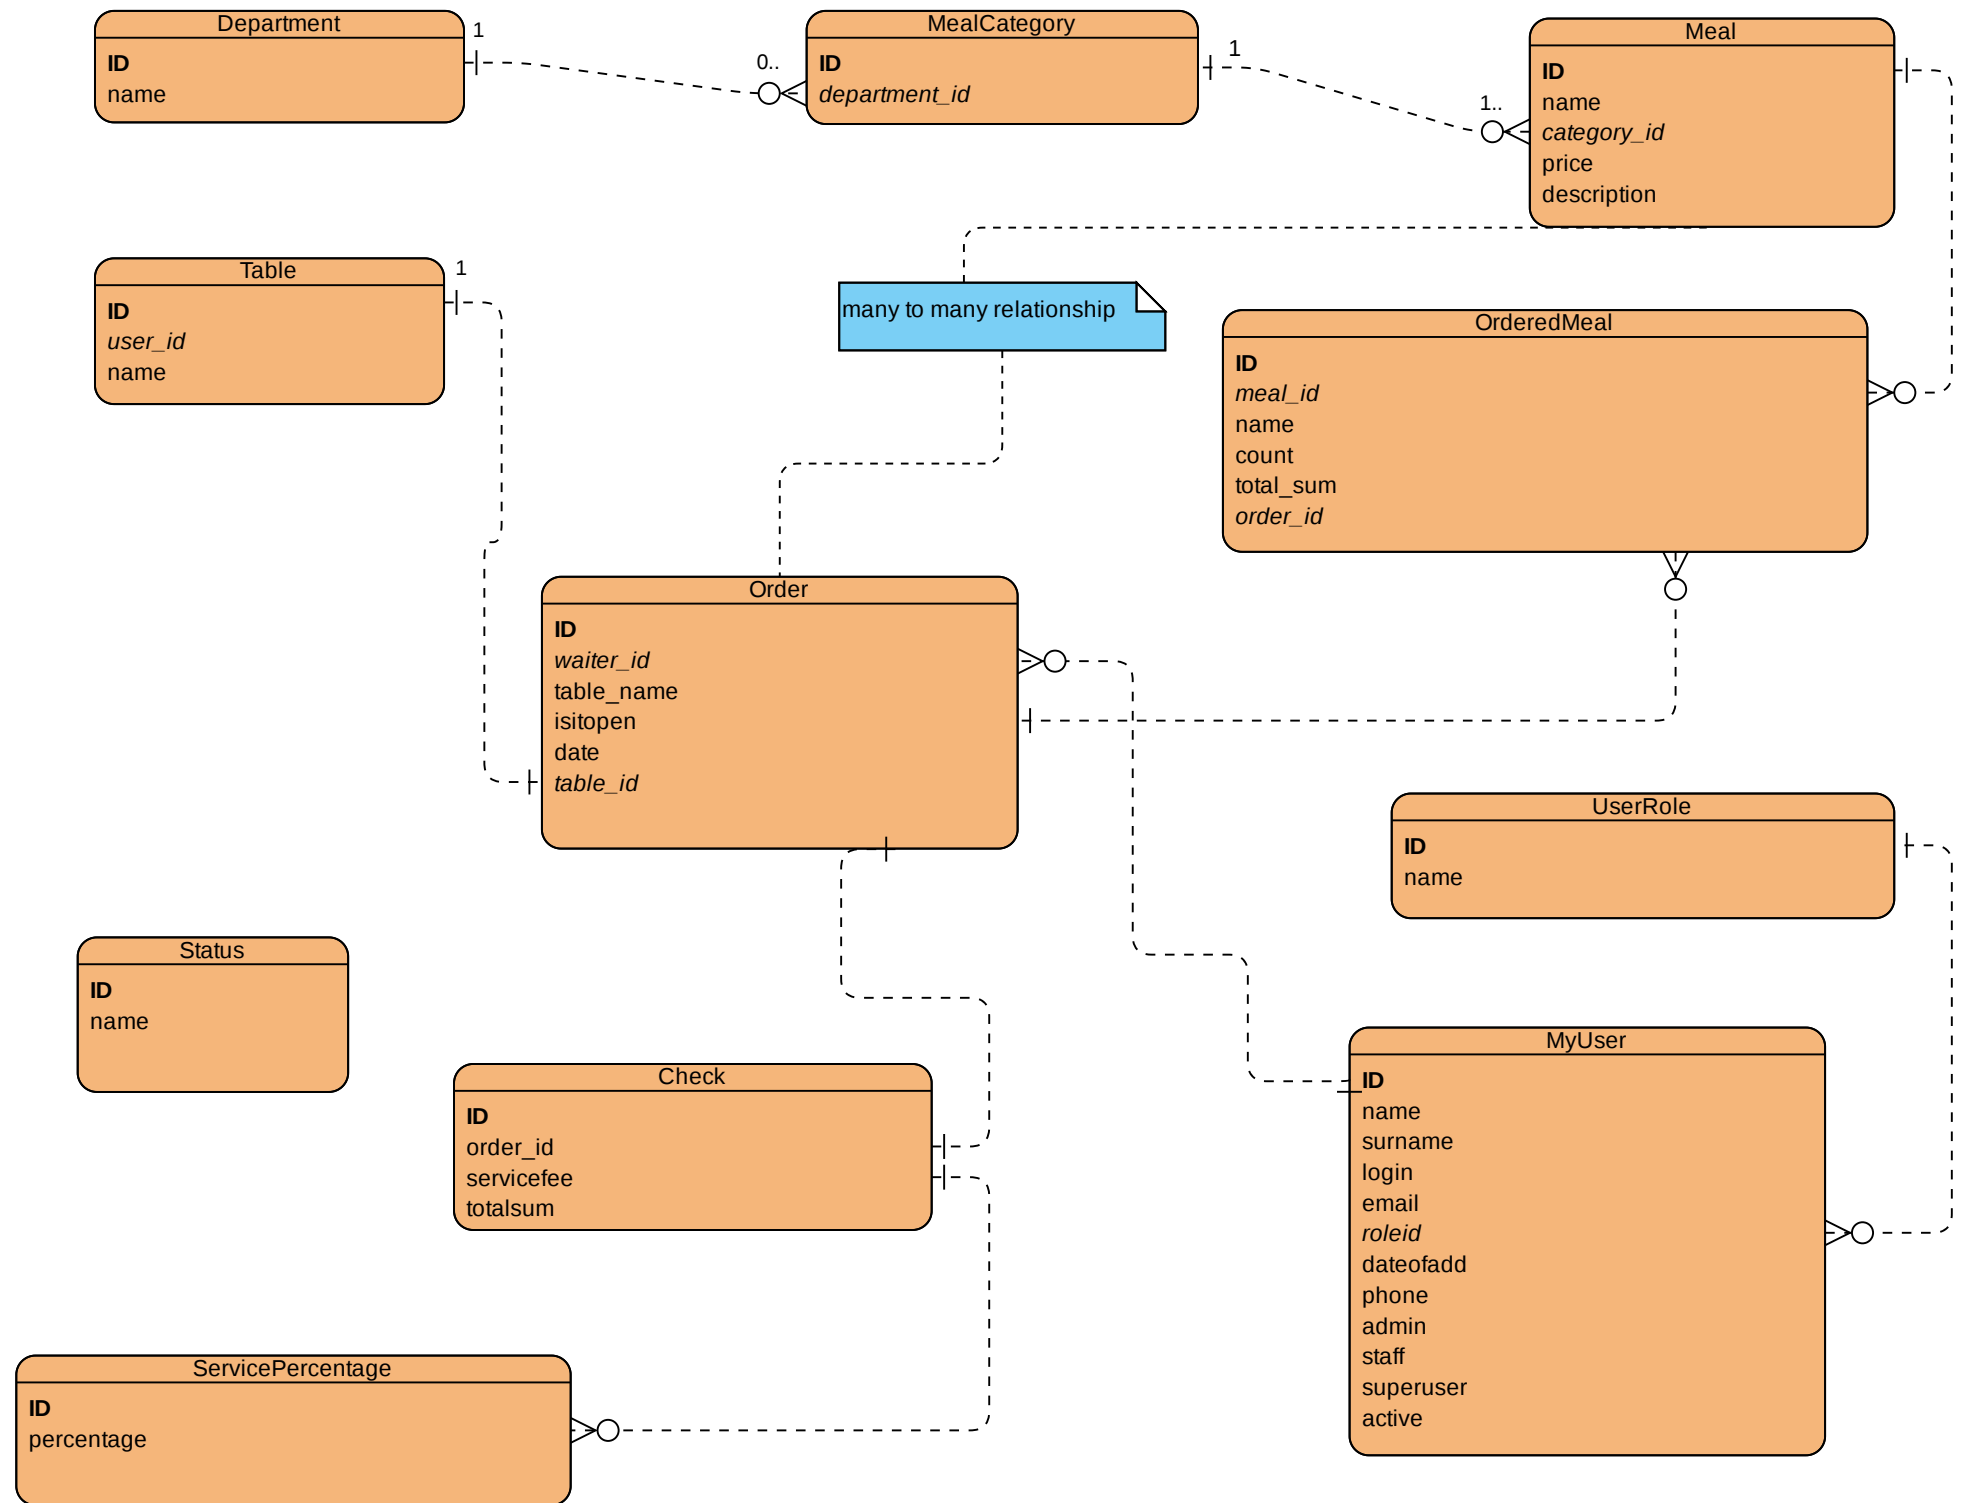 Department
ID
name
1
0..
MealCategory
ID
department_id
1
1..
Meal
ID
name
category_id
price
description
Table
ID
user_id
name
1
many to many relationship
OrderedMeal
ID
meal_id
name
count
total_sum
order_id
Order
ID
waiter_id
table_name
isitopen
date
table_id
UserRole
ID
name
Status
ID
name
Check
ID
order_id
servicefee
totalsum
MyUser
ID
name
surname
login
email
roleid
dateofadd
phone
admin
staff
superuser
active
ServicePercentage
ID
percentage